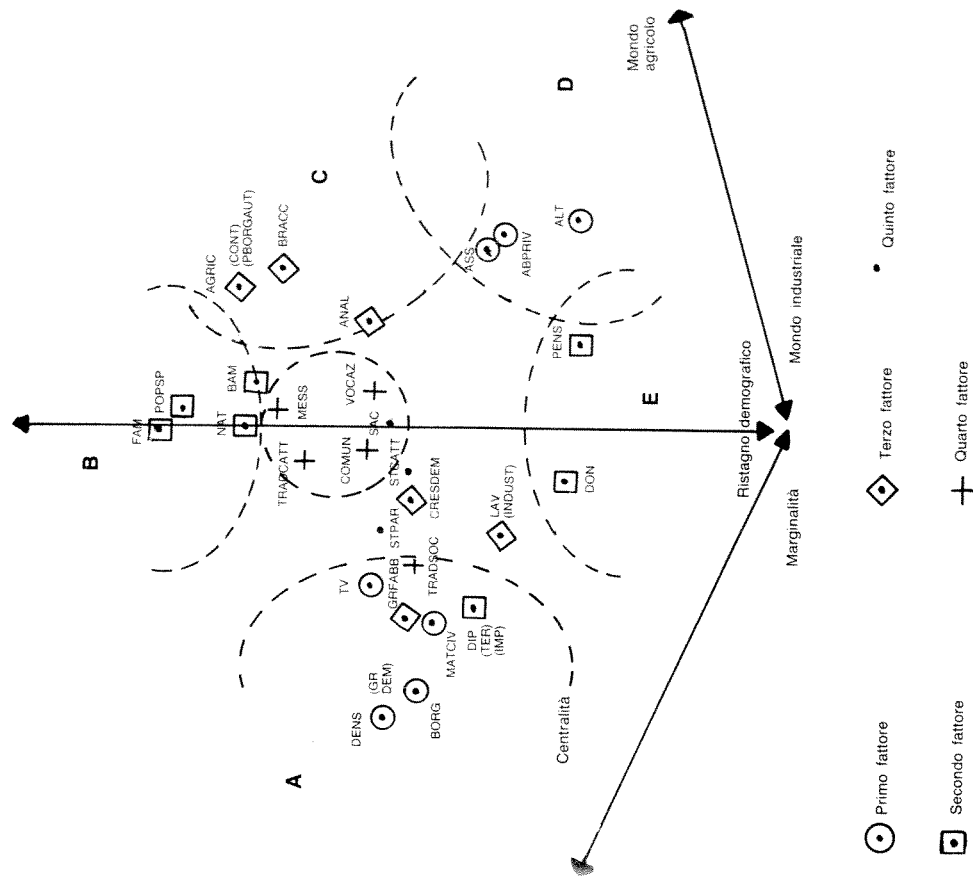 B
FAM
POPSP
NAT
BAM
AGRIC
(CONT)
(PBORGAUT)
BRACC
C
TRADCATT
MESS
ANAL
COMUN
VOCAZ
SAC
STCATT
STPAR
CRESDEM
TV
GRFABB
TRADSOC
A
DENS
(GR
DEM)
BORG
MATCIV
DIP
(TER)
(IMP)
LAV
(INDUST)
ASS
ABPRIV
ALT
D
PENS
DON
E
Centralità
Marginalità
Ristagno demografico
Mondo industriale
Mondo
agricolo
Primo fattore
Secondo fattore
Terzo fattore
Quarto fattore
Quinto fattore